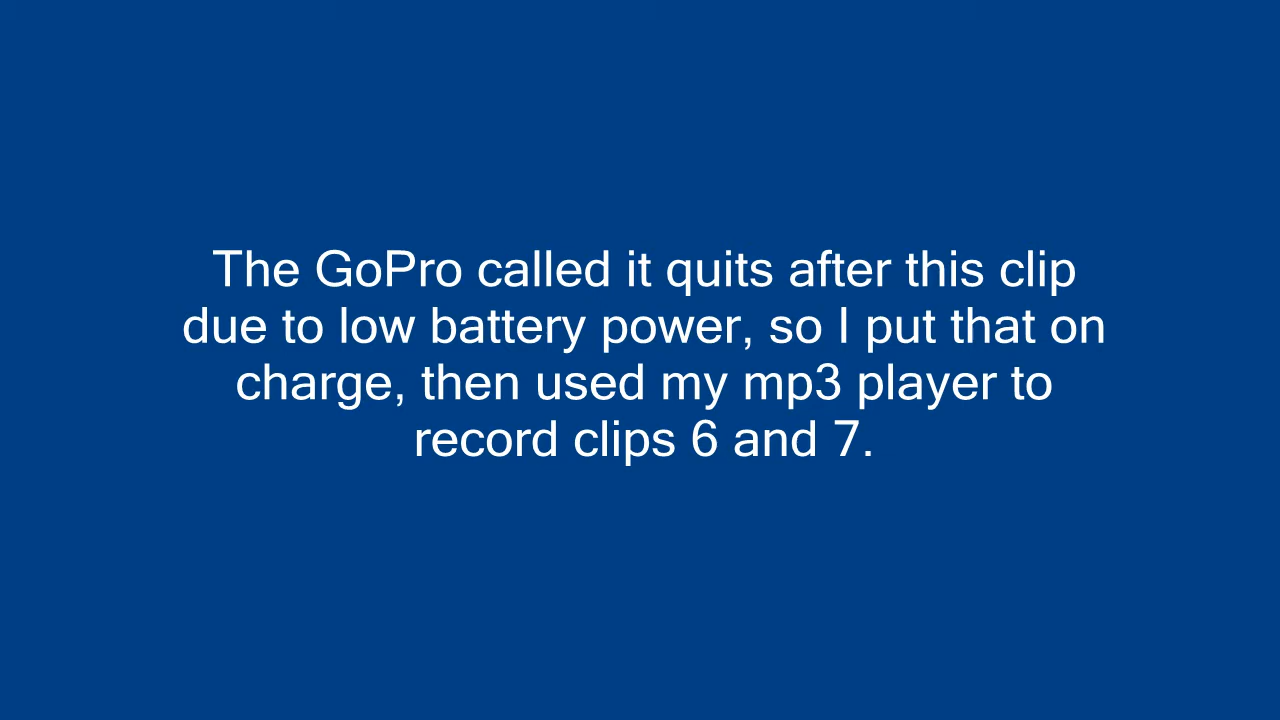 The GoPro called it quits after this clip
due to low battery power, so I put that on
charge, then used my mp3 player to
record clips 6 and 7.